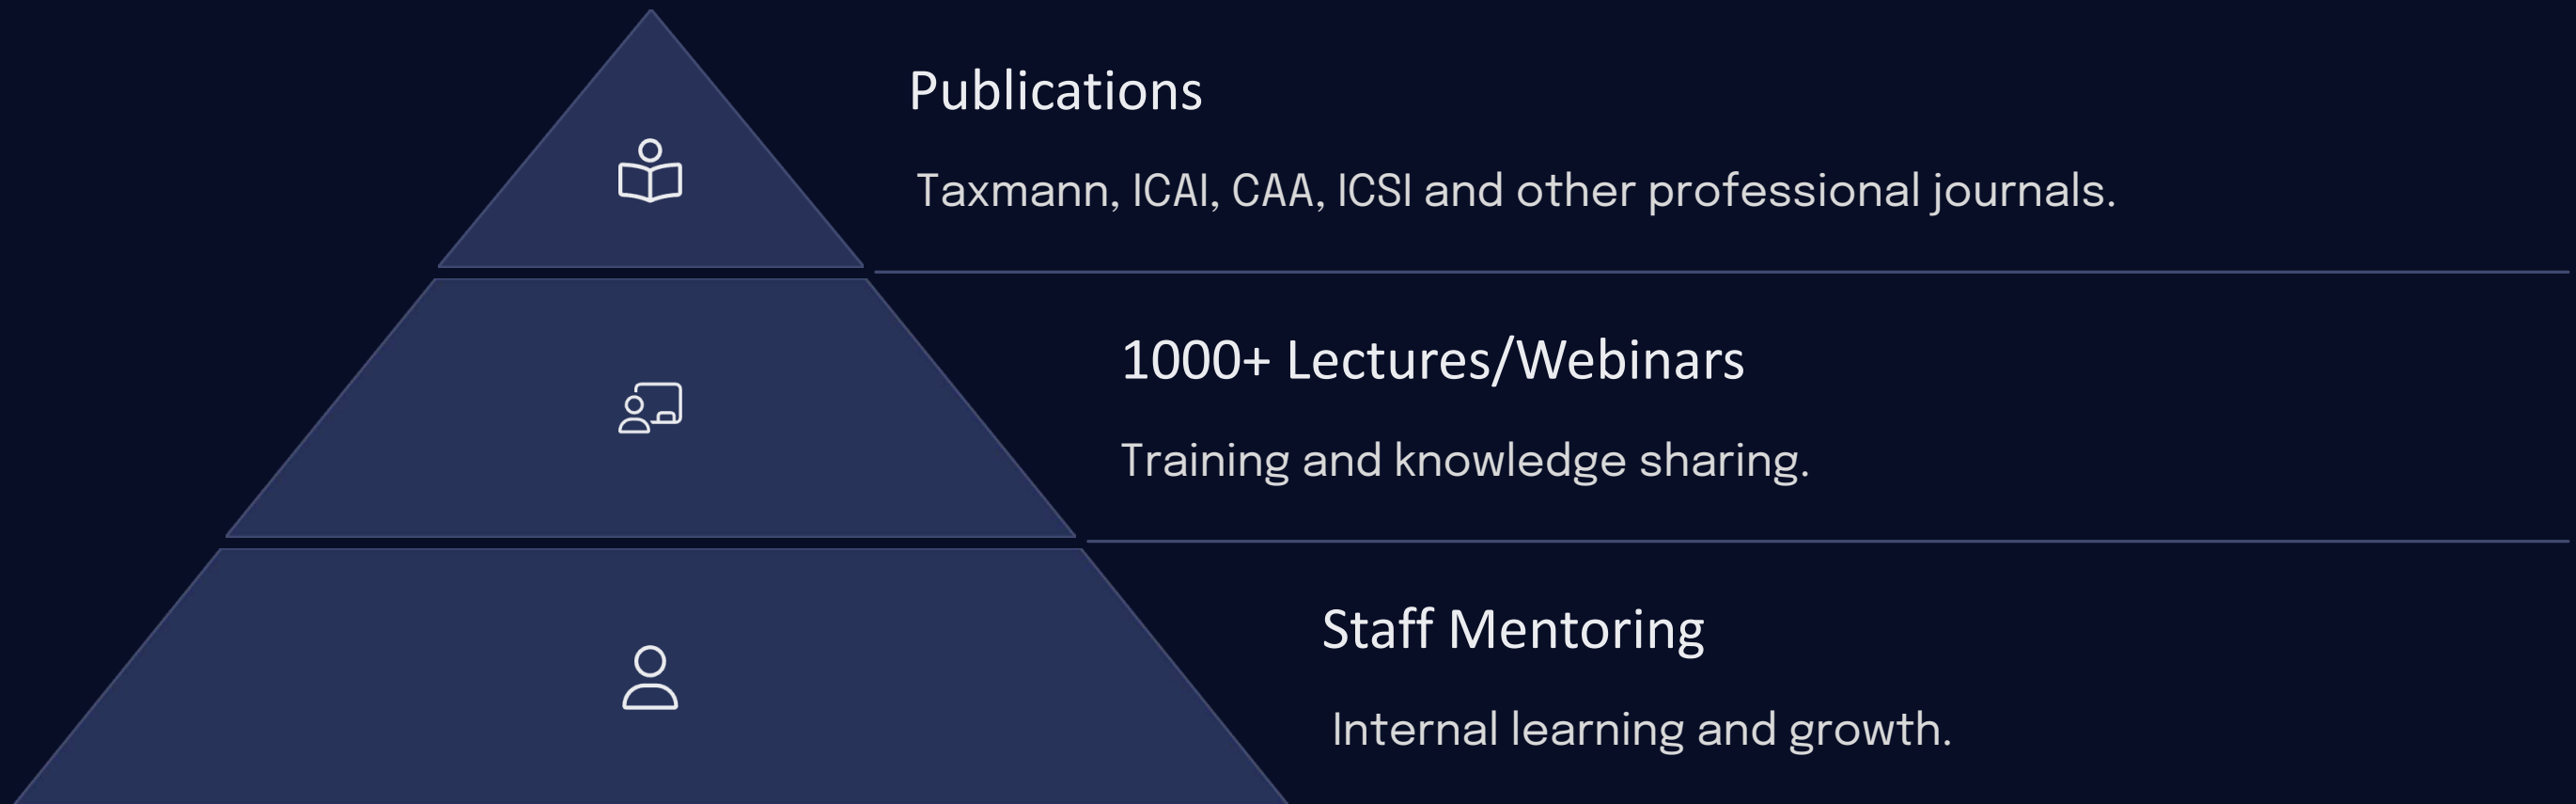 Publications
Taxmann, ICAI, CAA, ICSI and other professional journals.
1000+ Lectures/Webinars
Training and knowledge sharing.
Staff Mentoring
Internal learning and growth.